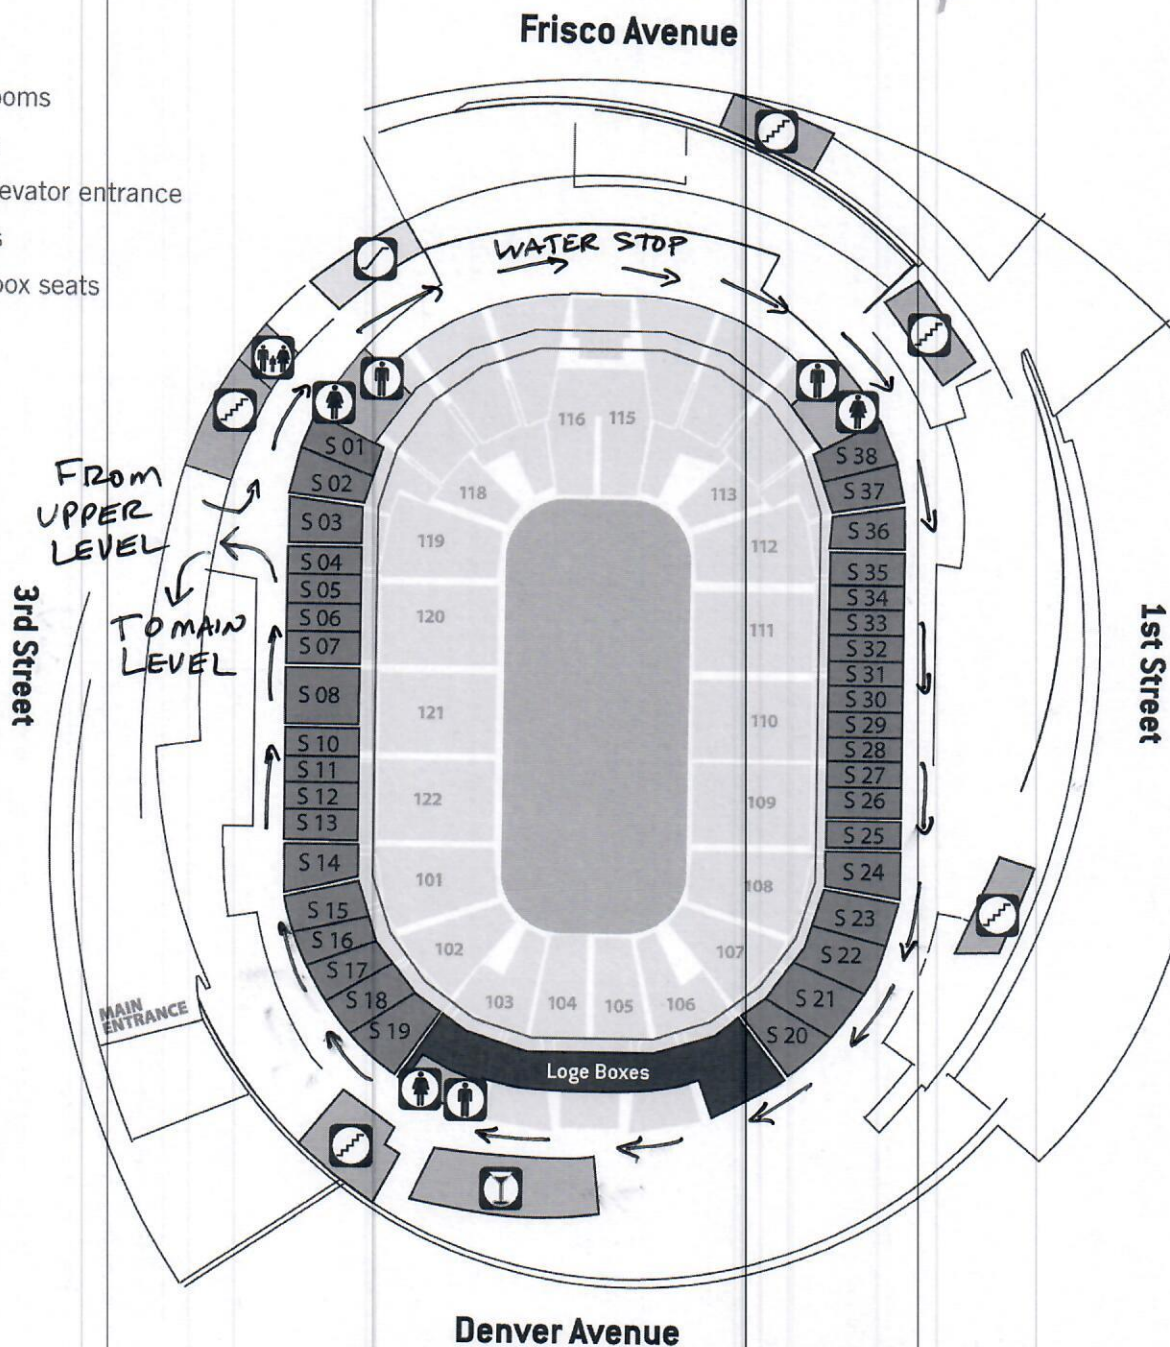 Frisco Avenue
ooms
evator entrance
s
box seats
WATER STOP
FROM
UPPER
LEVEL
TO MAIN
LEVEL
3rd Street
1st Street
S 01
S 02
S 03
S 04
S 05
S 06
S 07
S 08
S 10
S 11
S 12
S 13
S 14
S 15
S 16
S 17
S 18
S 19
116
115
118
113
119
112
120
111
121
110
122
109
101
108
102
107
103
104
105
106
S 38
S 37
S 36
S 35
S 34
S 33
S 32
S 31
S 30
S 29
S 28
S 27
S 26
S 25
S 24
S 23
S 22
S 21
S 20
MAIN
ENTRANCE
Loge Boxes
Denver Avenue